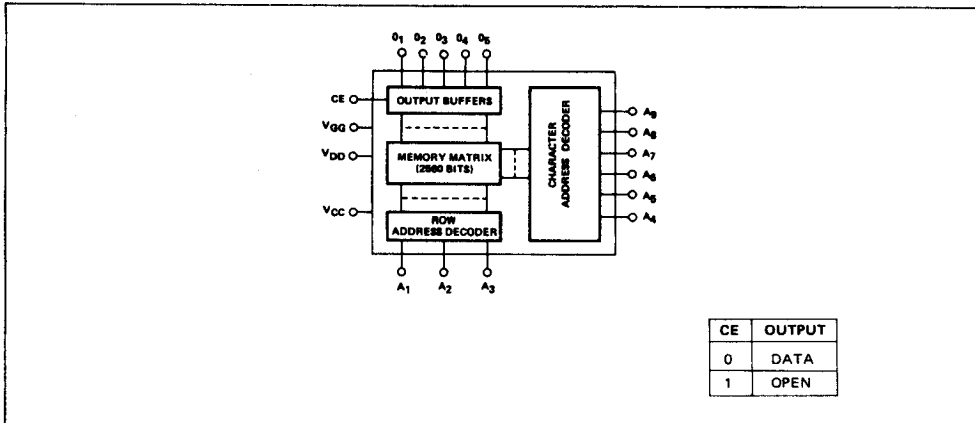 O1 O2 O3 O4 O5
CE
OUTPUT BUFFERS
VGG
VDD
MEMORY MATRIX
(2560 BITS)
VCC
ROW
ADDRESS DECODER
A1 A2 A3
CHARACTER
ADDRESS DECODER
A9
A8
A7
A6
A5
A4
CE OUTPUT
0 DATA
1 OPEN